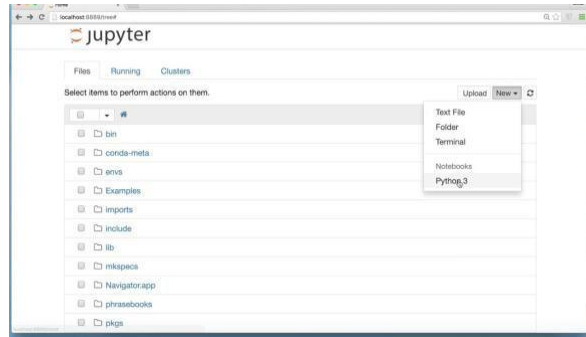 localhost:8888/tree#
jupyter
Files Running Clusters
Select items to perform actions on them.
Upload New
Text File
Folder
Terminal
Notebooks
Python 3
bin
conda-meta
envs
Examples
imports
include
lib
mkspecs
Navigator.app
phrasebooks
pkgs